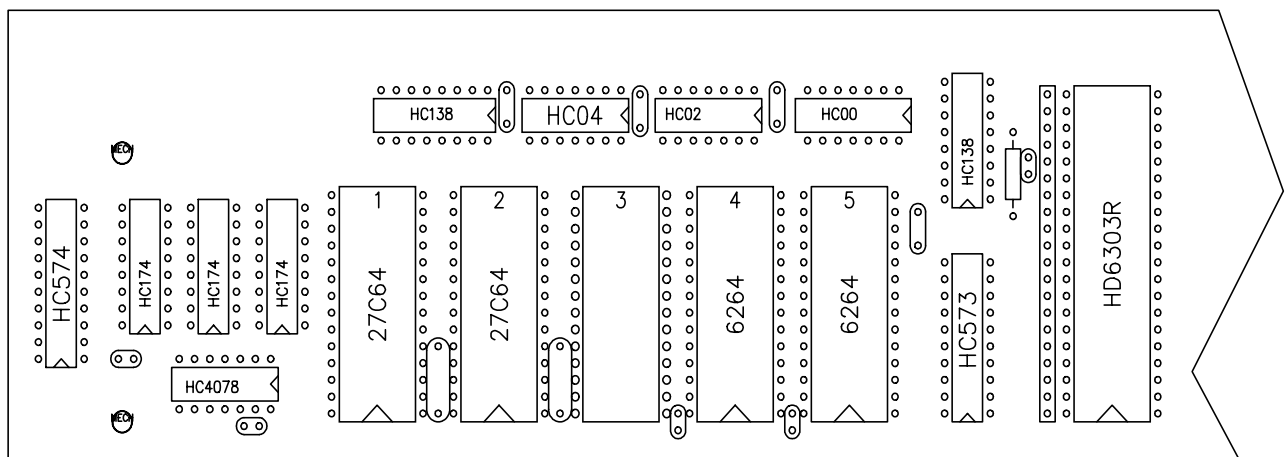 HC138
HC04
HC02
HC00
HC138
MECH
1
2
3
4
5
HC574
HC174
HC174
HC174
27C64
27C64
6264
6264
HC573
HD6303R
HC4078
MECH